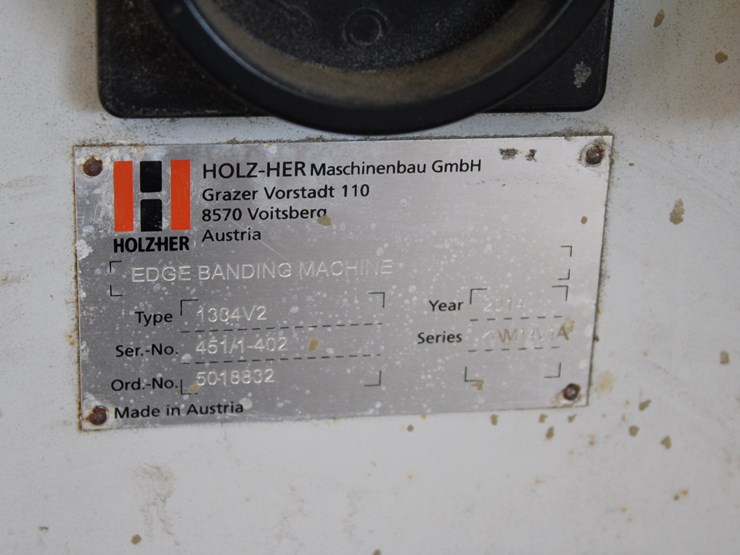 HOLZ-HER Maschinenbau GmbH
Grazer Vorstadt 110
8570 Voitsberg
Austria
HOLZHER
EDGE BANDING MACHINE
Type 1384V2
Year
Ser.-No. 451/1-402
Series
Ord.-No. 5018832
Made in Austria